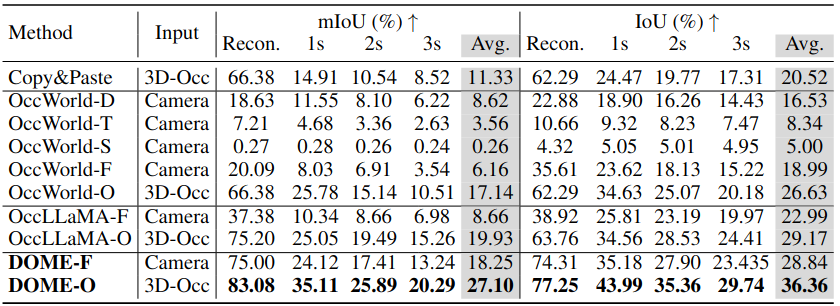 Method Input mIoU (%) ↑ IoU (%) ↑
Recon. 1s 2s 3s Avg. Recon. 1s 2s 3s Avg.
Copy&Paste 3D-Occ 66.38 14.91 10.54 8.52 11.33 62.29 24.47 19.77 17.31 20.52
OccWorld-D Camera 18.63 11.55 8.10 6.22 8.62 22.88 18.90 16.26 14.43 16.53
OccWorld-T Camera 7.21 4.68 3.36 2.63 3.56 10.66 9.32 8.23 7.47 8.34
OccWorld-S Camera 0.27 0.28 0.26 0.24 0.26 4.32 5.05 5.01 4.95 5.00
OccWorld-F Camera 20.09 8.03 6.91 3.54 6.16 35.61 23.62 18.13 15.22 18.99
OccWorld-O 3D-Occ 66.38 25.78 15.14 10.51 17.14 62.29 34.63 25.07 20.18 26.63
OccLLaMA-F Camera 37.38 10.34 8.66 6.98 8.66 38.92 25.81 23.19 19.97 22.99
OccLLaMA-O 3D-Occ 75.20 25.05 19.49 15.26 19.93 63.76 34.56 28.53 24.41 29.17
DOME-F Camera 75.00 24.12 17.41 13.24 18.25 74.31 35.18 27.90 23.435 28.84
DOME-O 3D-Occ 83.08 35.11 25.89 20.29 27.10 77.25 43.99 35.36 29.74 36.36